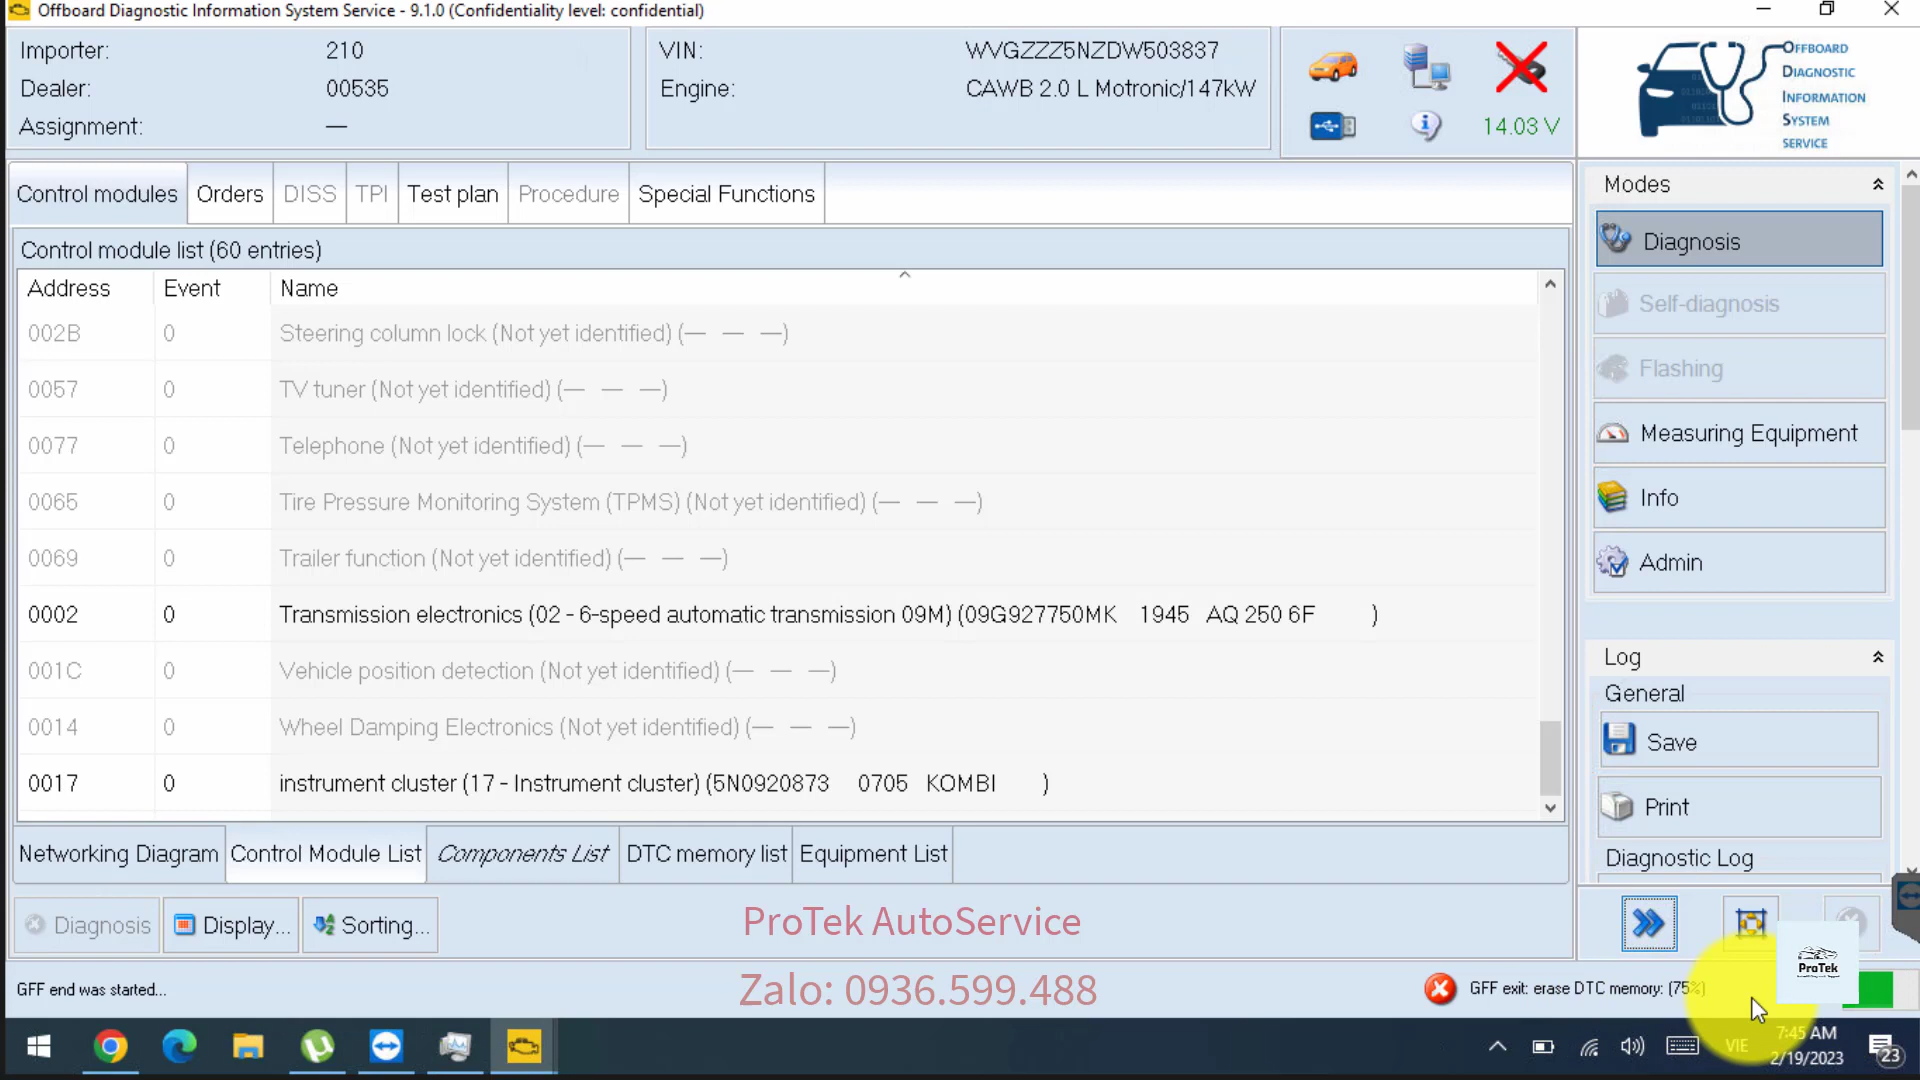 Offboard Diagnostic Information System Service - 9.1.0 (Confidentiality level: confidential)
Importer: 210
Dealer: 00535
Assignment: —
VIN: WVGZZZ5NZDW503837
Engine: CAWB 2.0 L Motronic/147kW
14.03 V
OFFBOARD
DIAGNOSTIC
INFORMATION
SYSTEM
SERVICE
Control modules Orders DISS TPI Test plan Procedure Special Functions
Control module list (60 entries)
Address Event Name
002B 0 Steering column lock (Not yet identified) (— — —)
0057 0 TV tuner (Not yet identified) (— — —)
0077 0 Telephone (Not yet identified) (— — —)
0065 0 Tire Pressure Monitoring System (TPMS) (Not yet identified) (— — —)
0069 0 Trailer function (Not yet identified) (— — —)
0002 0 Transmission electronics (02 - 6-speed automatic transmission 09M) (09G927750MK 1945 AQ 250 6F )
001C 0 Vehicle position detection (Not yet identified) (— — —)
0014 0 Wheel Damping Electronics (Not yet identified) (— — —)
0017 0 instrument cluster (17 - Instrument cluster) (5N0920873 0705 KOMBI )
Networking Diagram Control Module List Components List DTC memory list Equipment List
Diagnosis Display... Sorting...
Modes
Diagnosis
Self-diagnosis
Flashing
Measuring Equipment
Info
Admin
Log
General
Save
Print
Diagnostic Log
ProTek AutoService
Zalo: 0936.599.488
ProTek
GFF end was started...
GFF exit: erase DTC memory: (75%)
VIE
7:45 AM
2/19/2023
23